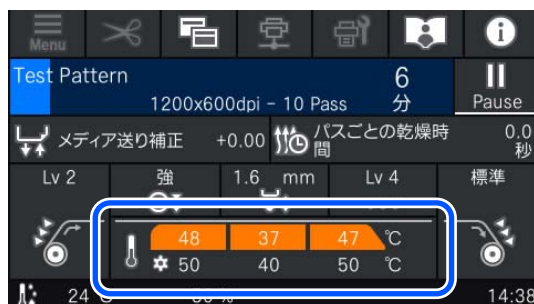 Menu
Test Pattern
1200x600dpi - 10 Pass
6
分
Pause
メディア送り補正 +0.00
パスごとの乾燥時
間
0.0
秒
Lv 2
強
1.6 mm
Lv 4
標準
48 37 47 ℃
50 40 50 ℃
24
14:38